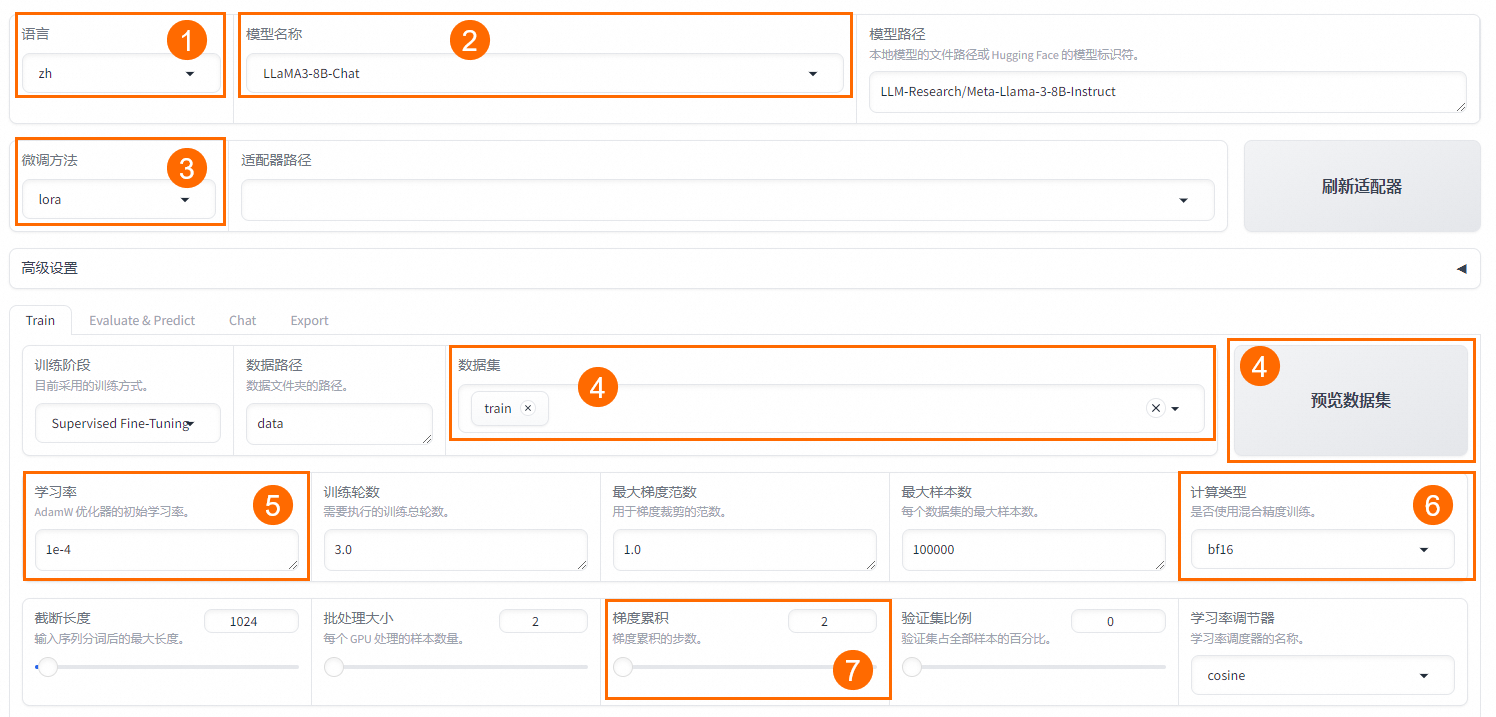 语言
1
zh
模型名称
2
LLaMA3-8B-Chat
模型路径
本地模型的文件路径或 Hugging Face 的模型标识符。
LLM-Research/Meta-Llama-3-8B-Instruct
微调方法
3
lora
适配器路径
刷新适配器
高级设置
Train
Evaluate & Predict
Chat
Export
训练阶段
目前采用的训练方式。
Supervised Fine-Tuning
数据路径
数据文件夹的路径。
data
数据集
4
train
4
预览数据集
学习率
AdamW 优化器的初始学习率。
5
1e-4
训练轮数
需要执行的训练总轮数。
3.0
最大梯度范数
用于梯度裁剪的范数。
1.0
最大样本数
每个数据集的最大样本数。
100000
计算类型
是否使用混合精度训练。
6
bf16
截断长度
1024
输入序列分词后的最大长度。
批处理大小
2
每个 GPU 处理的样本数量。
梯度累积
2
梯度累积的步数。
7
验证集比例
0
验证集占全部样本的百分比。
学习率调节器
学习率调度器的名称。
cosine